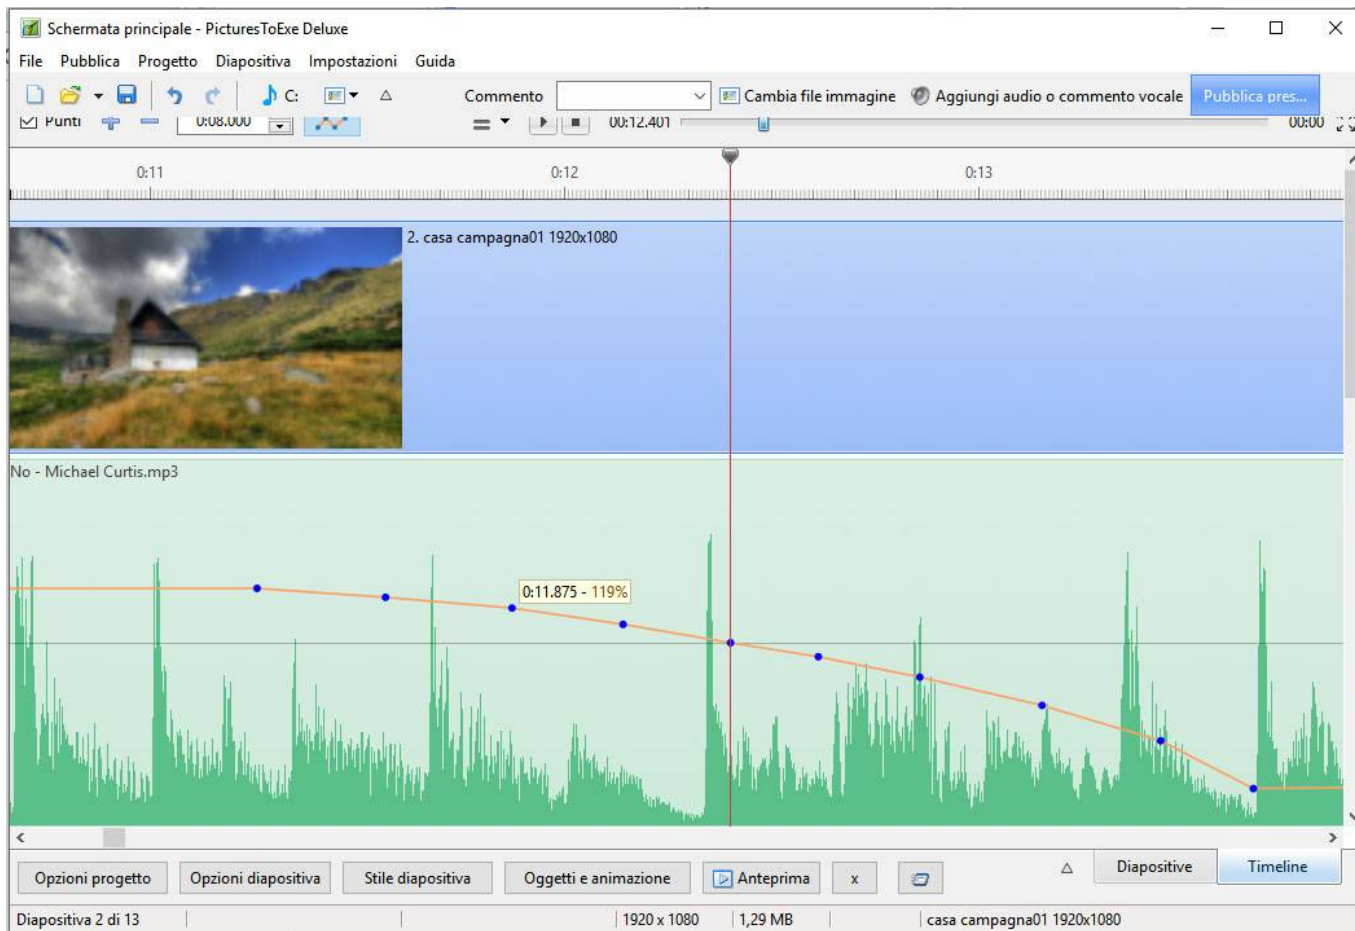 Schermata principale - PicturesToExe Deluxe
File Pubblica Progetto Diapositiva Impostazioni Guida
C: Commento Cambia file immagine Aggiungi audio o commento vocale Pubblica pres...
Punti 0:08.000 00:12.401 00:00
0:11 0:12 0:13
2. casa campagna01 1920x1080
No - Michael Curtis.mp3
0:11.875 - 119%
Opzioni progetto Opzioni diapositiva Stile diapositiva Oggetti e animazione Anteprima x Diapositive Timeline
Diapositiva 2 di 13 1920 x 1080 1,29 MB casa campagna01 1920x1080